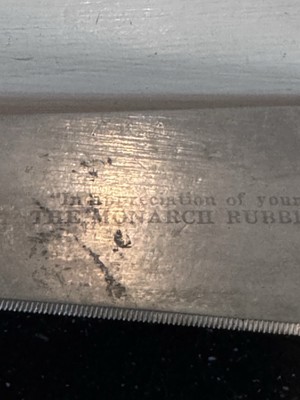 "In appreciation of your
THE MONARCH RUBBE